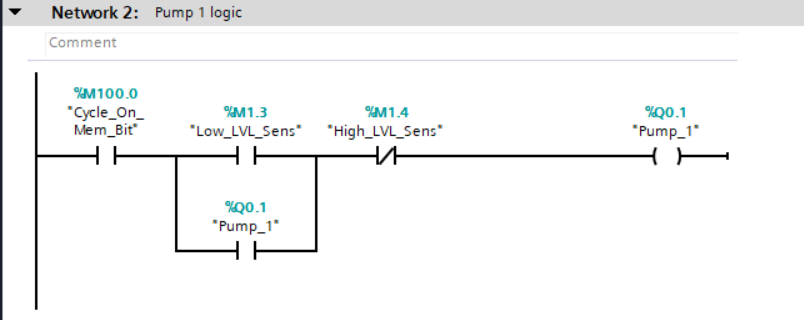 Network 2: Pump 1 logic
Comment
%M100.0
"Cycle_On_
Mem_Bit"
%M1.3
"Low_LVL_Sens"
%M1.4
"High_LVL_Sens"
%Q0.1
"Pump_1"
%Q0.1
"Pump_1"